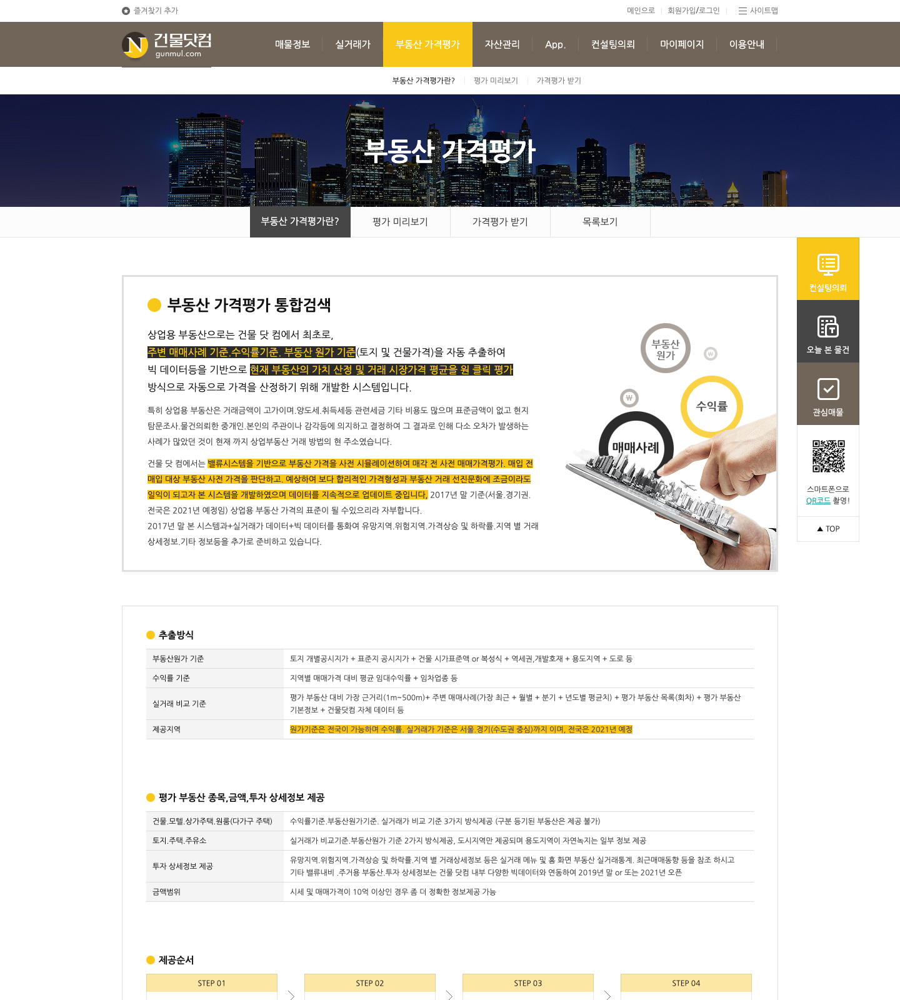 즐겨찾기 추가
메인으로
회원가입/로그인
사이트맵
N 건물닷컴
gunmul.com
매물정보
실거래가
부동산 가격평가
자산관리
App.
컨설팅의뢰
마이페이지
이용안내
부동산 가격평가란?
평가 미리보기
가격평가 받기
부동산 가격평가
부동산 가격평가란?
평가 미리보기
가격평가 받기
목록보기
컨설팅의뢰
오늘 본 물건
관심매물
스마트폰으로
QR코드 촬영!
▲ TOP
부동산 가격평가 통합검색
상업용 부동산으로는 건물 닷 컴에서 최초로,
주변 매매사례 기준.수익률기준. 부동산 원가 기준(토지 및 건물가격)을 자동 추출하여
빅 데이터등을 기반으로 현재 부동산의 가치 산정 및 거래 시장가격 평균을 원 클릭 평가
방식으로 자동으로 가격을 산정하기 위해 개발한 시스템입니다.
특히 상업용 부동산은 거래금액이 고가이며.양도세.취득세등 관련세금 기타 비용도 많으며 표준금액이 없고 현지
탐문조사.물건의뢰한 중개인.본인의 주관이나 감각등에 의지하고 결정하여 그 결과로 인해 다소 오차가 발생하는
사례가 많았던 것이 현재 까지 상업부동산 거래 방법의 현 주소였습니다.
건물 닷 컴에서는 밸류시스템을 기반으로 부동산 가격을 사전 시뮬레이션하여 매각 전 사전 매매가격평가. 매입 전
매입 대상 부동산 사전 가격을 판단하고. 예상하여 보다 합리적인 가격형성과 부동산 거래 선진문화에 조금이라도
일익이 되고자 본 시스템을 개발하였으며 데이터를 지속적으로 업데이트 중입니다, 2017년 말 기준(서울.경기권.
전국은 2021년 예정임) 상업용 부동산 가격의 표준이 될 수있으리라 자부합니다.
2017년 말 본 시스템과+실거래가 데이터+빅 데이터를 통화여 유망지역.위험지역.가격상승 및 하락률.지역 별 거래
상세정보.기타 정보등을 추가로 준비하고 있습니다.
부동산
원가
₩
수익률
₩
매매사례
추출방식
부동산원가 기준
토지 개별공시지가 + 표준지 공시지가 + 건물 시가표준액 or 복성식 + 역세권,개발호재 + 용도지역 + 도로 등
수익률 기준
지역별 매매가격 대비 평균 임대수익률 + 임차업종 등
실거래 비교 기준
평가 부동산 대비 가장 근거리(1m~500m)+ 주변 매매사례(가장 최근 + 월별 + 분기 + 년도별 평균치) + 평가 부동산 목록(회차) + 평가 부동산
기본정보 + 건물닷컴 자체 데이터 등
제공지역
원가기준은 전국이 가능하며 수익률. 실거래가 기준은 서울.경기(수도권 중심)까지 이며, 전국은 2021년 예정
평가 부동산 종목,금액,투자 상세정보 제공
건물.모텔.상가주택.원룸(다가구 주택)
수익률기준.부동산원가기준. 실거래가 비교 기준 3가지 방식제공 (구분 등기된 부동산은 제공 불가)
토지.주택.주유소
실거래가 비교기준.부동산원가 기준 2가지 방식제공, 도시지역만 제공되며 용도지역이 자연녹지는 일부 정보 제공
투자 상세정보 제공
유망지역.위험지역.가격상승 및 하락률.지역 별 거래상세정보 등은 실거래 메뉴 및 홈 화면 부동산 실거래통계. 최근매매동향 등을 참조 하시고
기타 밸류내비 .주거용 부동산.투자 상세정보는 건물 닷컴 내부 다양한 빅데이터와 연동하여 2019년 말 or 또는 2021년 오픈
금액범위
시세 및 매매가격이 10억 이상인 경우 좀 더 정확한 정보제공 가능
제공순서
STEP 01
STEP 02
STEP 03
STEP 04